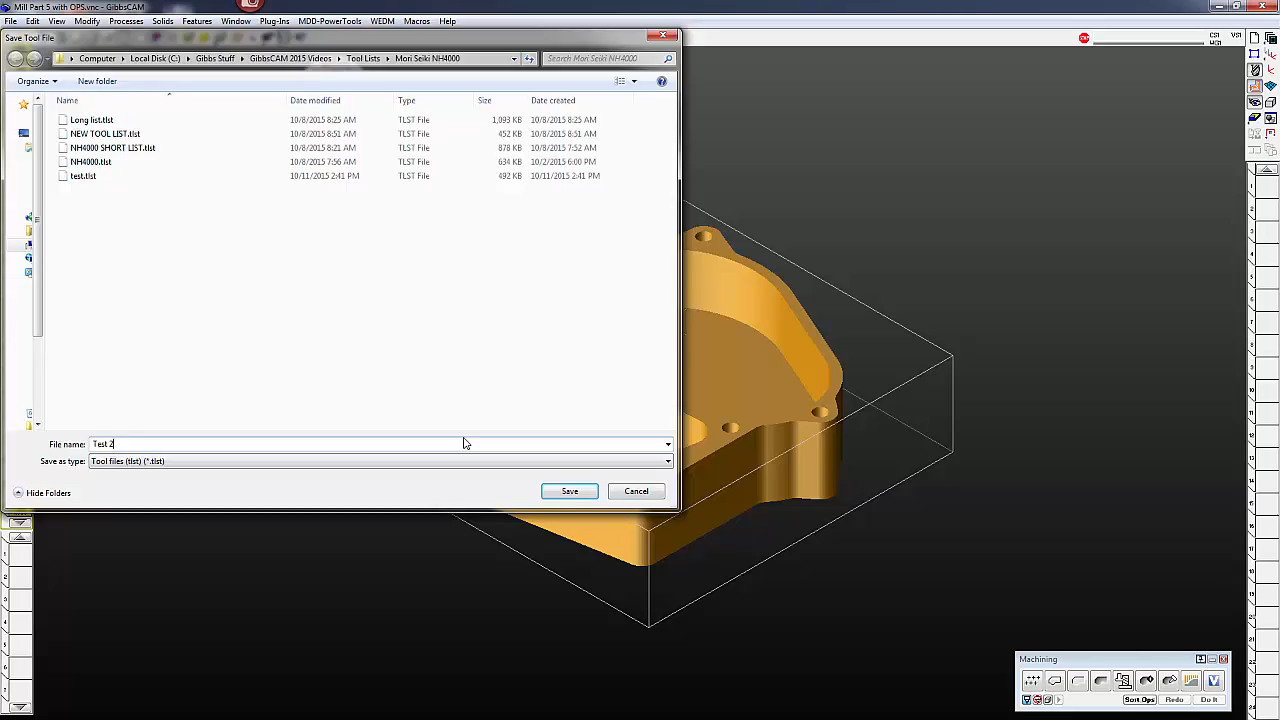 Mill Part 5 with OPS.vnc - GibbsCAM
File Edit View Modify Processes Solids Features Window Plug-Ins MDD-PowerTools WEDM Macros Help
Save Tool File
Computer Local Disk (C:) Gibbs Stuff GibbsCAM 2015 Videos Tool Lists Mori Seiki NH4000 Search Mori Seiki NH4000
Organize New folder
Name Date modified Type Size Date created
Long list.tlst 10/8/2015 8:25 AM TLST File 1,093 KB 10/8/2015 8:25 AM
NEW TOOL LIST.tlst 10/8/2015 8:51 AM TLST File 452 KB 10/8/2015 8:51 AM
NH4000 SHORT LIST.tlst 10/8/2015 8:21 AM TLST File 878 KB 10/8/2015 7:52 AM
NH4000.tlst 10/8/2015 7:56 AM TLST File 634 KB 10/2/2015 6:00 PM
test.tlst 10/11/2015 2:41 PM TLST File 492 KB 10/11/2015 2:41 PM
File name: Test 2
Save as type: Tool files (tlst) (*.tlst)
Hide Folders Save Cancel
Machining
Sort Ops Redo Do It